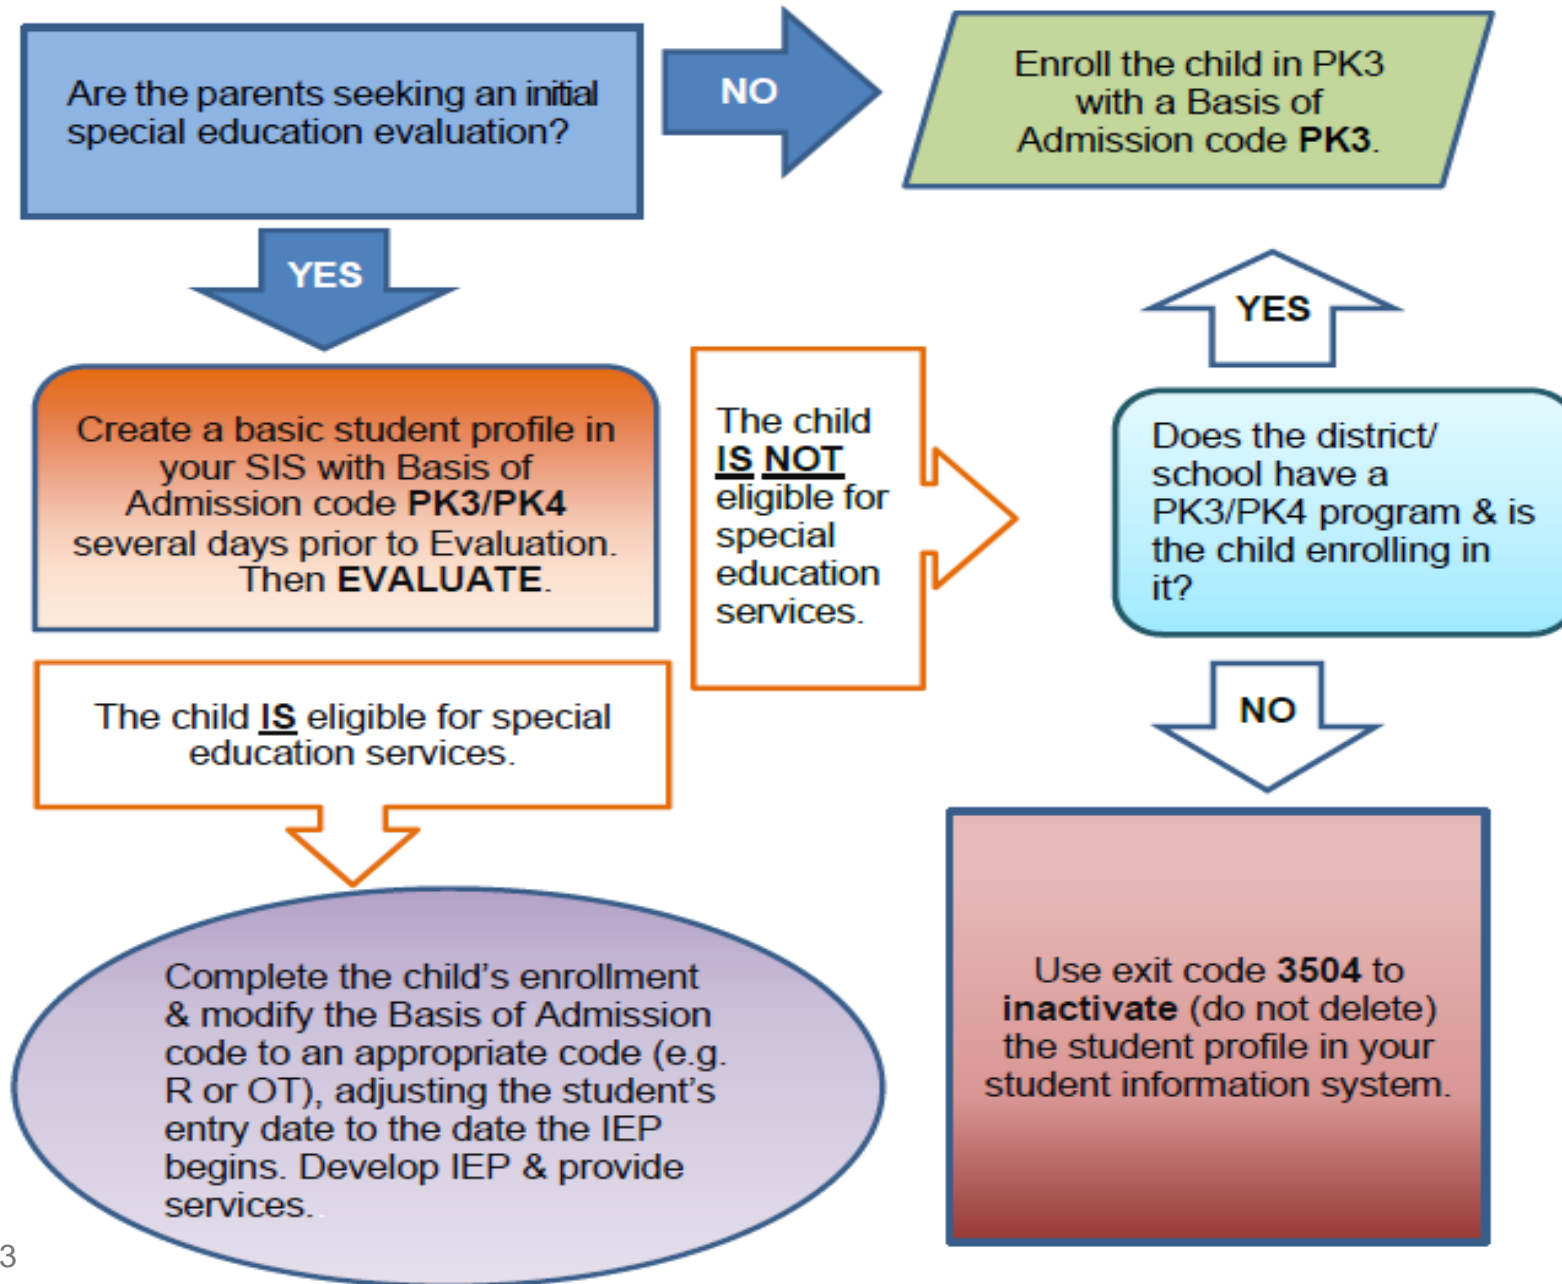 Are the parents seeking an initial
special education evaluation?
NO
Enroll the child in PK3
with a Basis of
Admission code PK3.
YES
YES
Create a basic student profile in
your SIS with Basis of
Admission code PK3/PK4
several days prior to Evaluation.
Then EVALUATE.
The child
IS NOT
eligible for
special
education
services.
Does the district/
school have a
PK3/PK4 program & is
the child enrolling in
it?
The child IS eligible for special
education services.
NO
Complete the child’s enrollment
& modify the Basis of Admission
code to an appropriate code (e.g.
R or OT), adjusting the student’s
entry date to the date the IEP
begins. Develop IEP & provide
services.
Use exit code 3504 to
inactivate (do not delete)
the student profile in your
student information system.
3